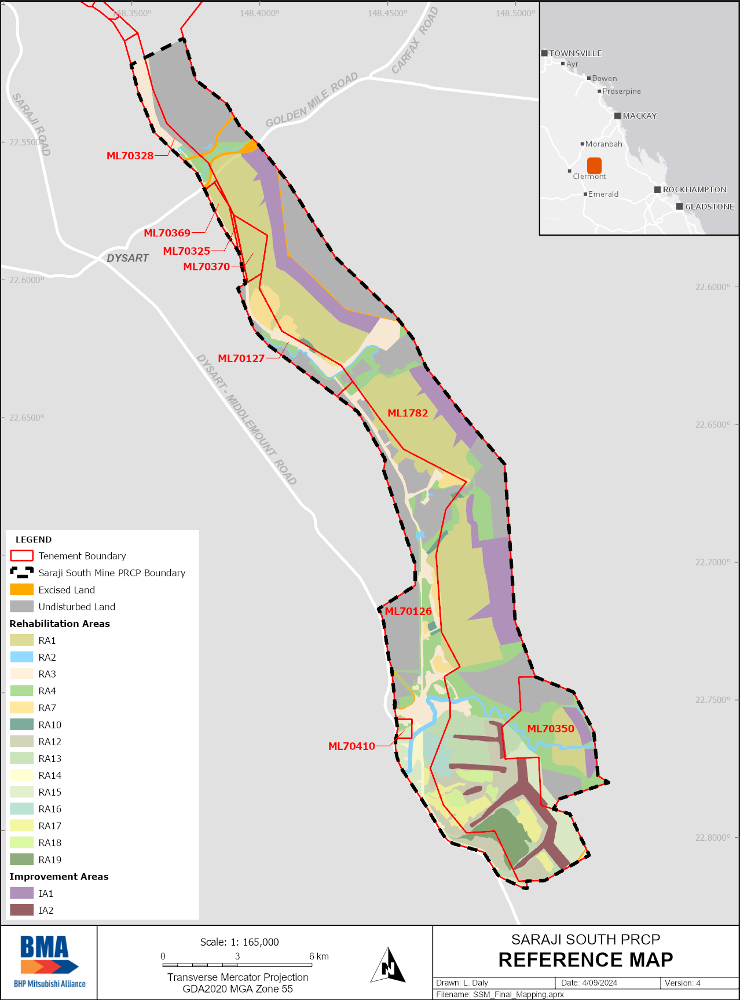 148.3500°
148.4000°
148.4500°
148.5000°
CARFAX ROAD
GOLDEN MILE ROAD
SARAJI ROAD
TOWNSVILLE
Ayr
Bowen
Proserpine
MACKAY
Moranbah
Clermont
Emerald
ROCKHAMPTON
GLADSTONE
22.5500°
ML70328
ML70369
ML70325
DYSART
ML70370
22.6000°
22.6000°
ML70127
DYSART - MIDDLEMOUNT ROAD
22.6500°
ML1782
22.6500°
22.7000°
ML70126
22.7500°
ML70350
ML70410
22.8000°
LEGEND
Tenement Boundary
Saraji South Mine PRCP Boundary
Excised Land
Undisturbed Land
Rehabilitation Areas
RA1
RA2
RA3
RA4
RA7
RA10
RA12
RA13
RA14
RA15
RA16
RA17
RA18
RA19
Improvement Areas
IA1
IA2
BMA
BHP Mitsubishi Alliance
Scale: 1: 165,000
0 3 6 km
Transverse Mercator Projection
GDA2020 MGA Zone 55
N
SARAJI SOUTH PRCP
REFERENCE MAP
Drawn: L. Daly
Date: 4/09/2024
Version: 4
Filename: SSM_Final_Mapping.aprx